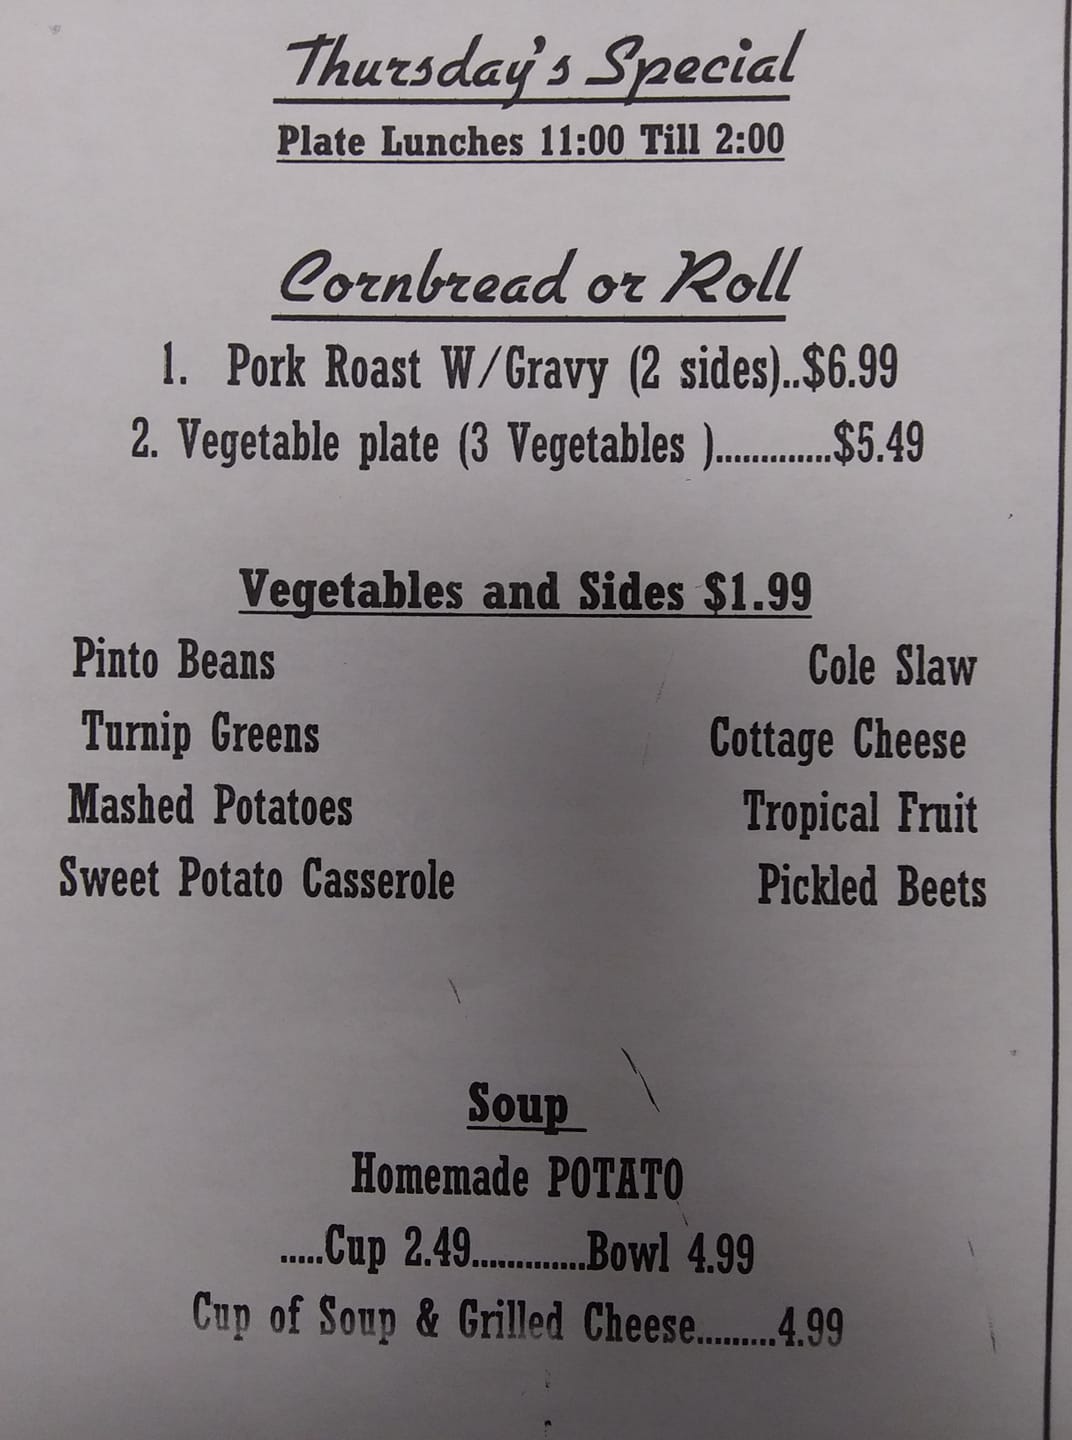 Thursday's Special
Plate Lunches 11:00 Till 2:00
Cornbread or Roll
1. Pork Roast W/Gravy (2 sides)..$6.99
2. Vegetable plate (3 Vegetables ).............$5.49
Vegetables and Sides $1.99
Pinto Beans Cole Slaw
Turnip Greens Cottage Cheese
Mashed Potatoes Tropical Fruit
Sweet Potato Casserole Pickled Beets
Soup
Homemade POTATO
.....Cup 2.49.............Bowl 4.99
Cup of Soup & Grilled Cheese.........4.99